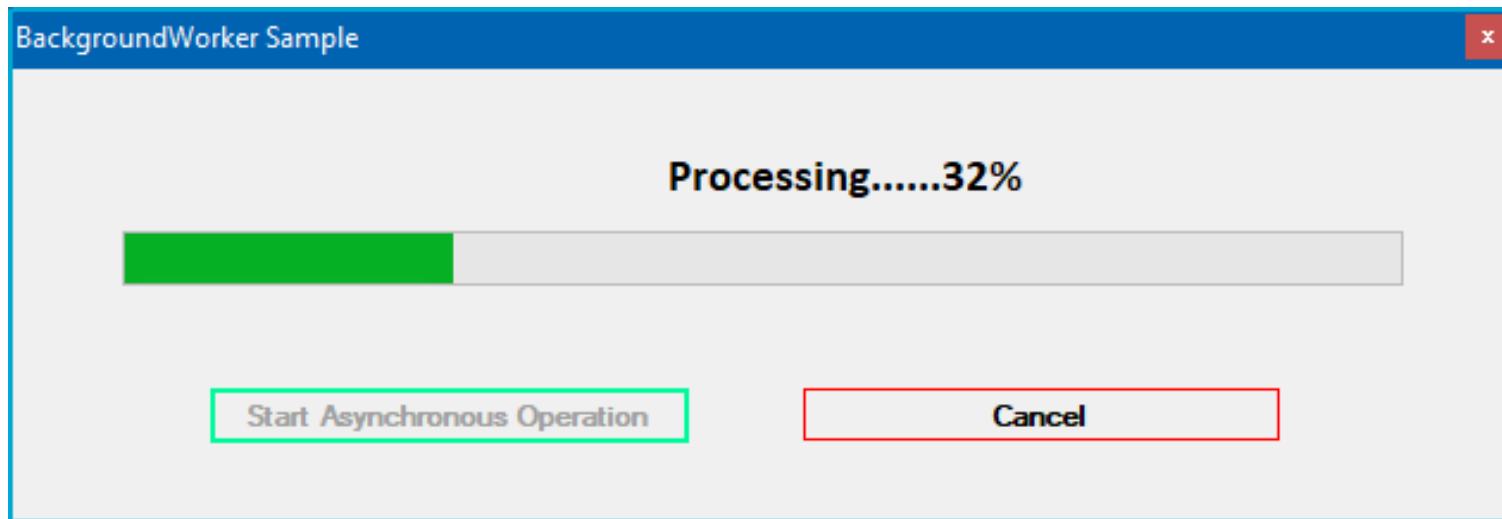 BackgroundWorker Sample
x
Processing......32%
Start Asynchronous Operation
Cancel